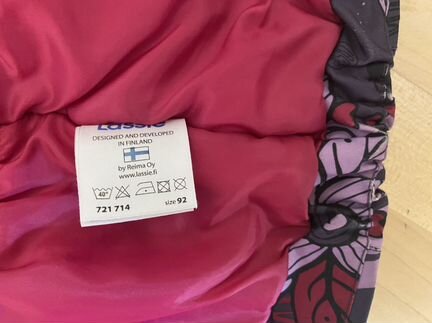 Lassie
DESIGNED AND DEVELOPED
IN FINLAND
by Reima Oy
www.lassie.fi
40°
721 714 size 92